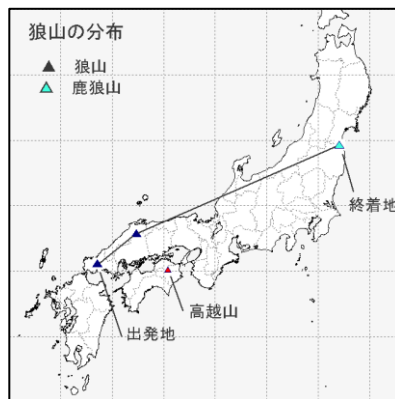 狼山の分布
狼山
鹿狼山
終着地
高越山
出発地